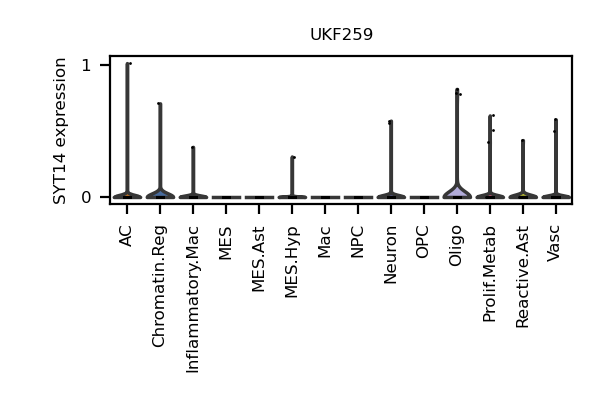 UKF259
SYT14 expression
1
0
AC
Chromatin.Reg
Inflammatory.Mac
MES
MES.Ast
MES.Hyp
Mac
NPC
Neuron
OPC
Oligo
Prolif.Metab
Reactive.Ast
Vasc